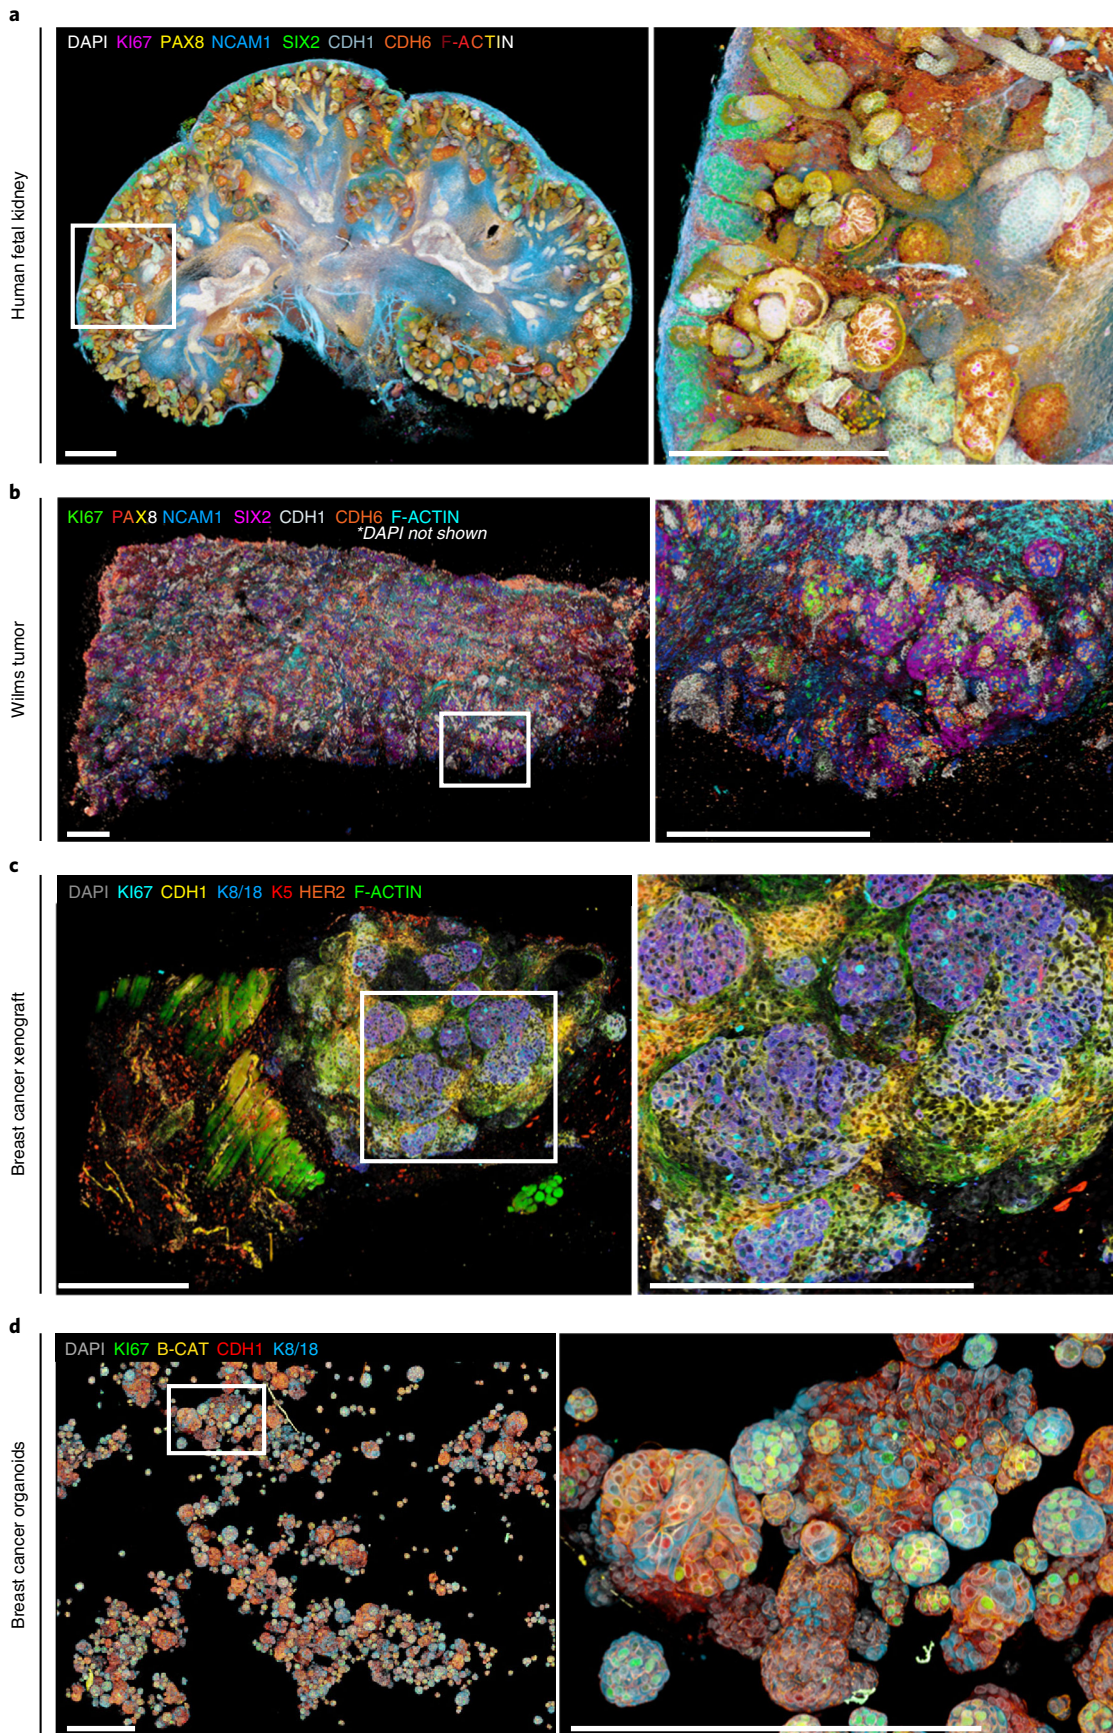 a
DAPI KI67 PAX8 NCAM1 SIX2 CDH1 CDH6 F-ACTIN
Human fetal kidney
b
KI67 PAX8 NCAM1 SIX2 CDH1 CDH6 F-ACTIN
*DAPI not shown
Wilms tumor
c
DAPI KI67 CDH1 K8/18 K5 HER2 F-ACTIN
Breast cancer xenograft
d
DAPI KI67 B-CAT CDH1 K8/18
Breast cancer organoids